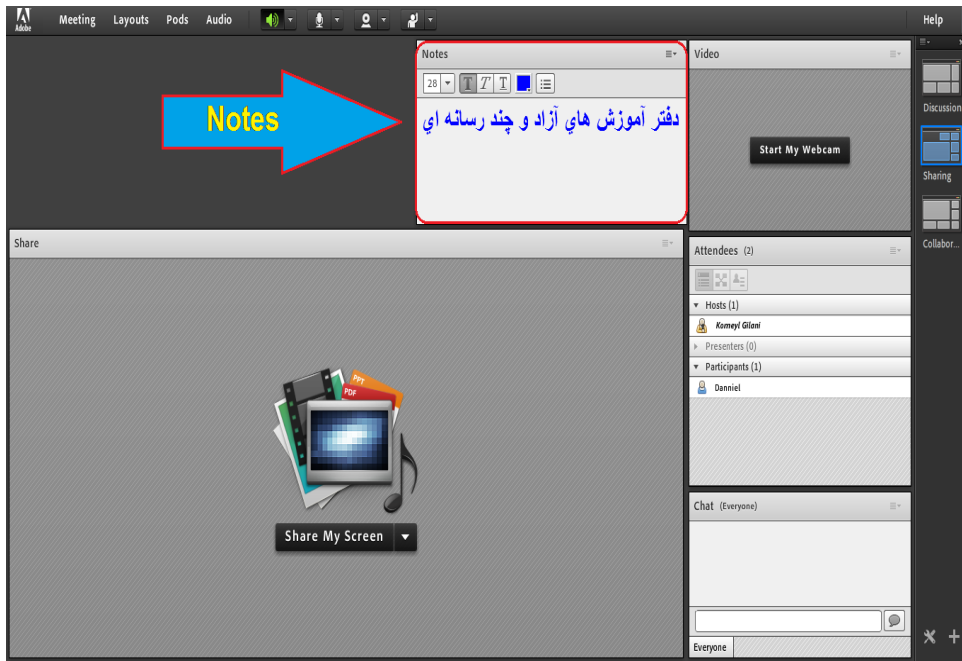 Adobe
Meeting Layouts Pods Audio Help
Notes
Notes
28 T T T
دفتر آموزش هاي آزاد و چند رسانه اي
Video
Start My Webcam
Discussion
Sharing
Collabor...
Share
PPT
PDF
Share My Screen
Attendees (2)
Hosts (1)
Komeyl Gilani
Presenters (0)
Participants (1)
Danniel
Chat (Everyone)
Everyone